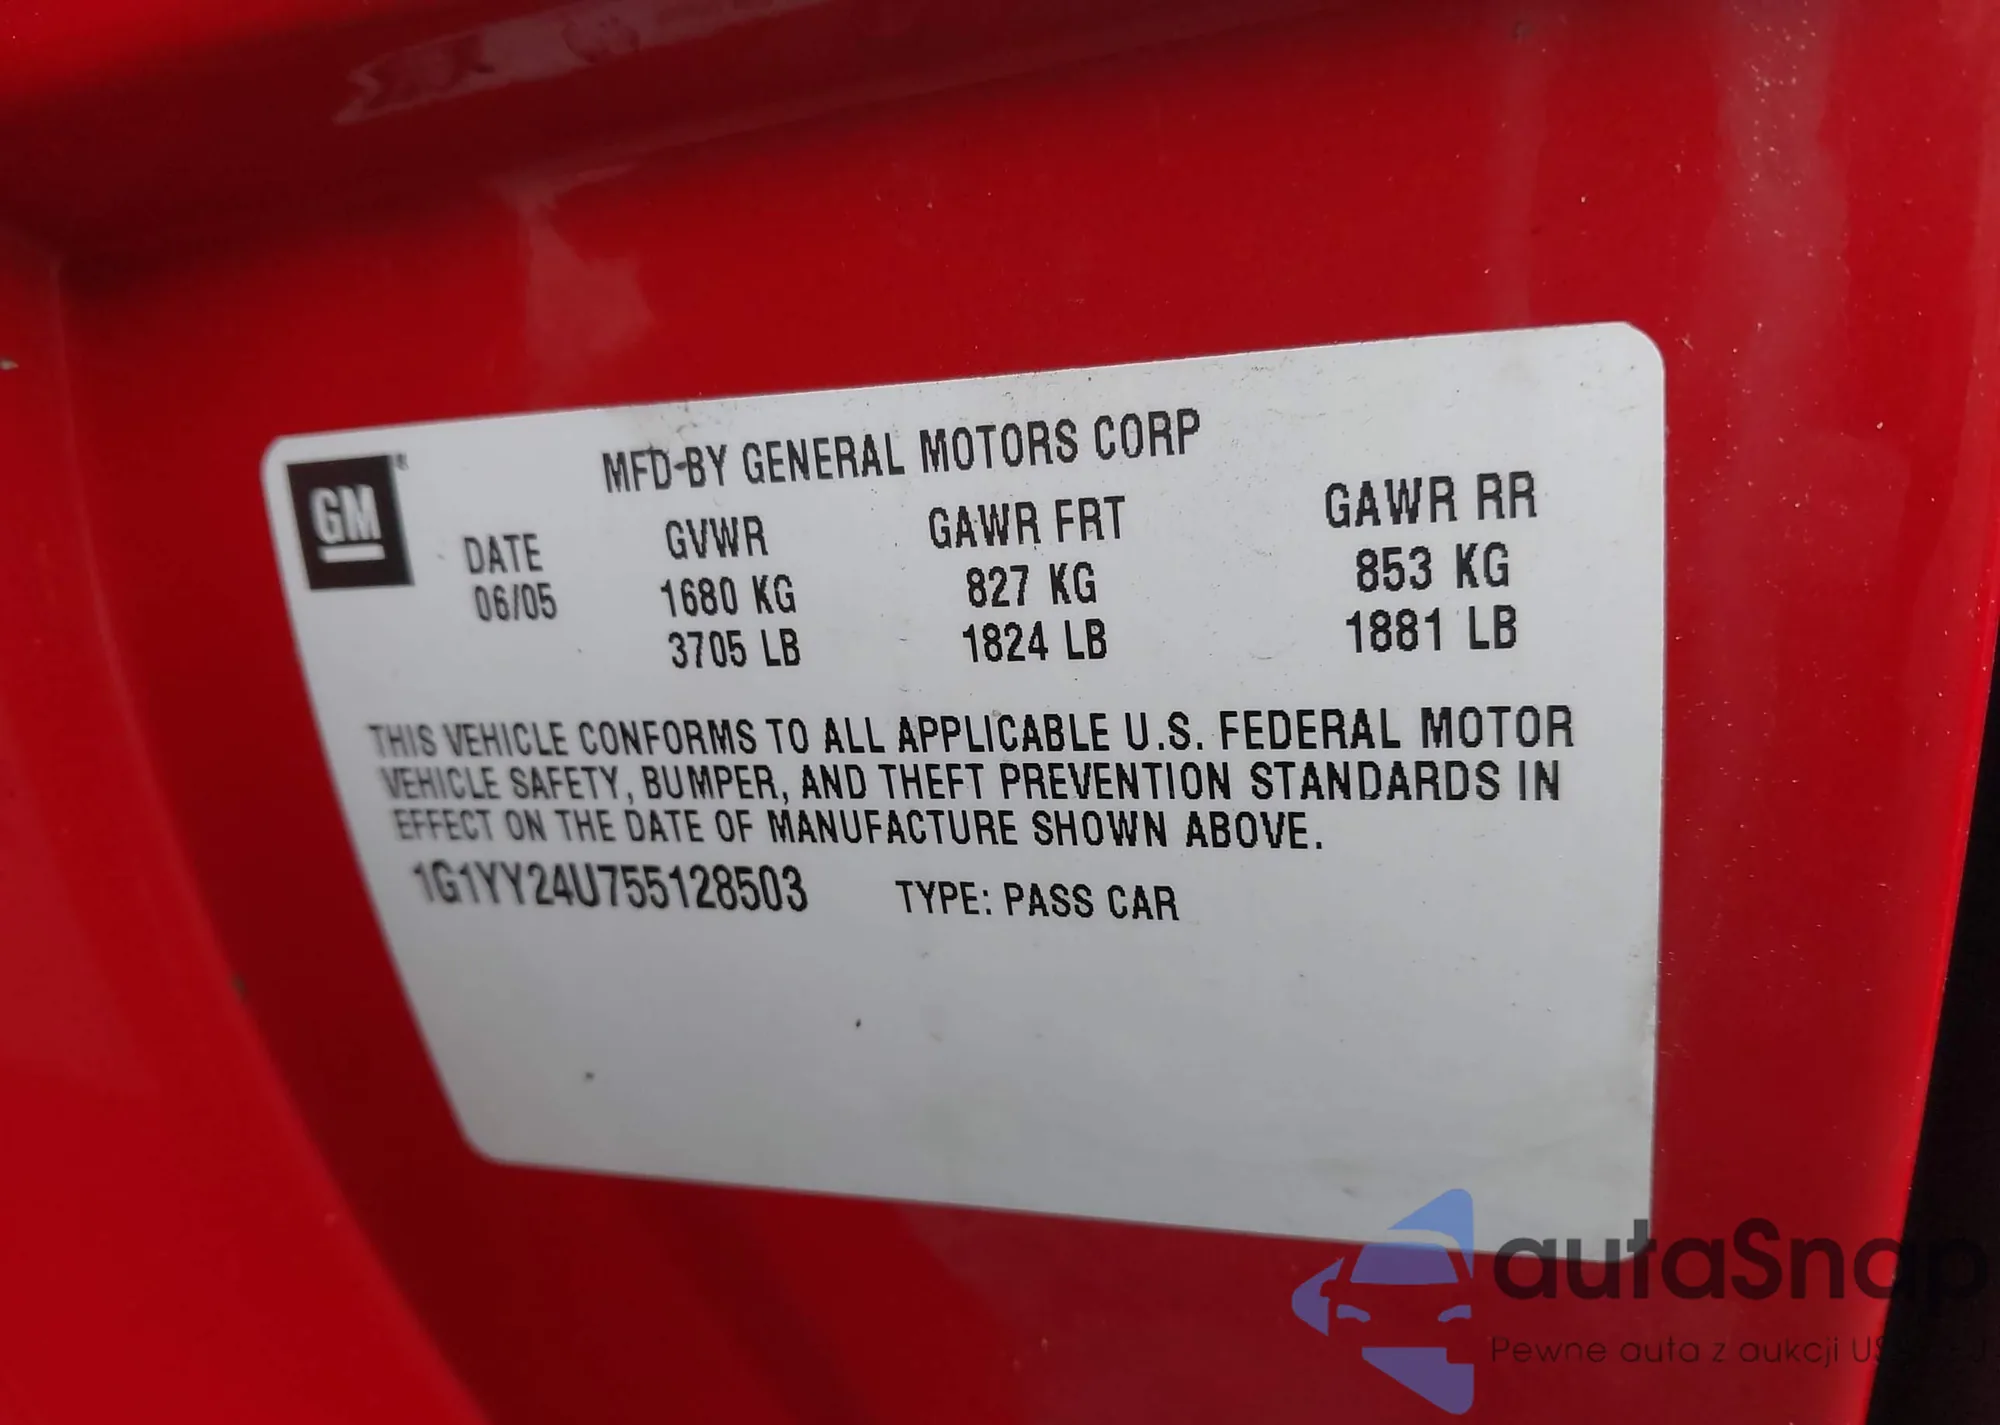 MFD-BY GENERAL MOTORS CORP
GM
DATE GVWR GAWR FRT GAWR RR
06/05 1680 KG 827 KG 853 KG
3705 LB 1824 LB 1881 LB
THIS VEHICLE CONFORMS TO ALL APPLICABLE U.S. FEDERAL MOTOR
VEHICLE SAFETY, BUMPER, AND THEFT PREVENTION STANDARDS IN
EFFECT ON THE DATE OF MANUFACTURE SHOWN ABOVE.
1G1YY24U755128503 TYPE: PASS CAR
autaSnap
Pewne auta z aukcji